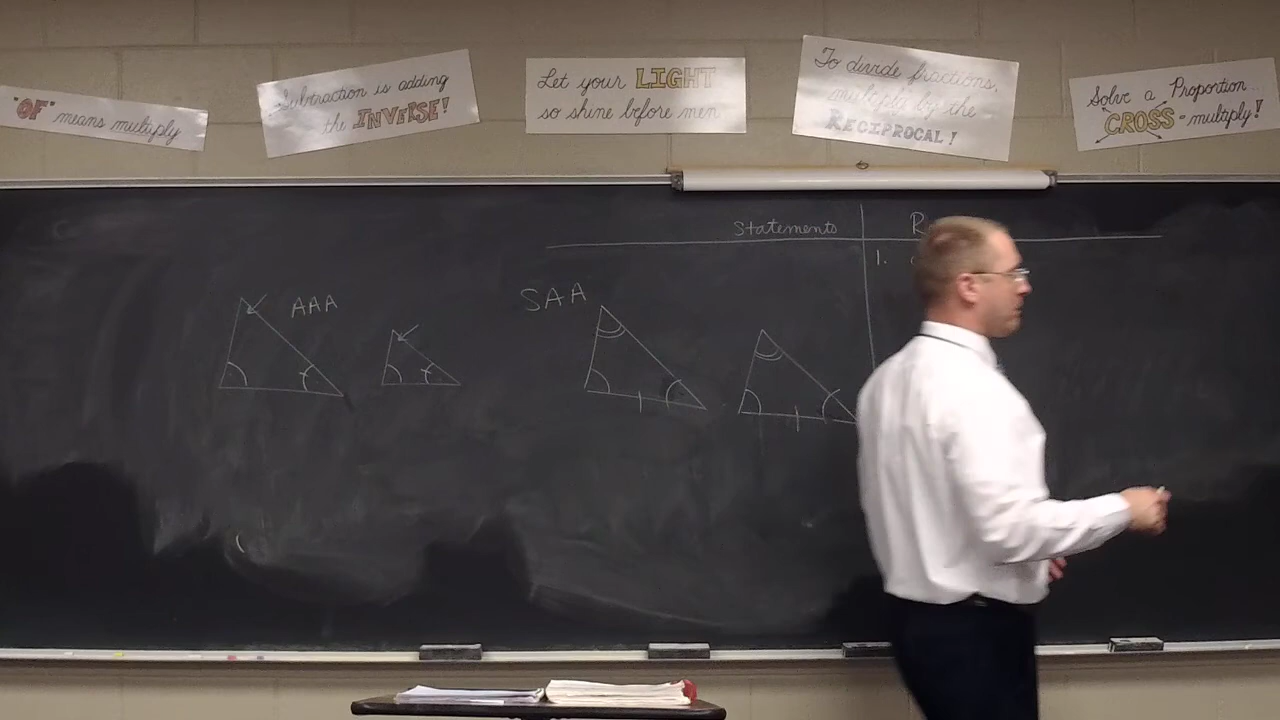 "OF" means multiply
Subtraction is adding
the INVERSE!
Let your LIGHT
so shine before men
To divide fractions,
multiply by the
RECIPROCAL!
Solve a Proportion
CROSS-multiply!
Statements
R
1.
AAA
SAA